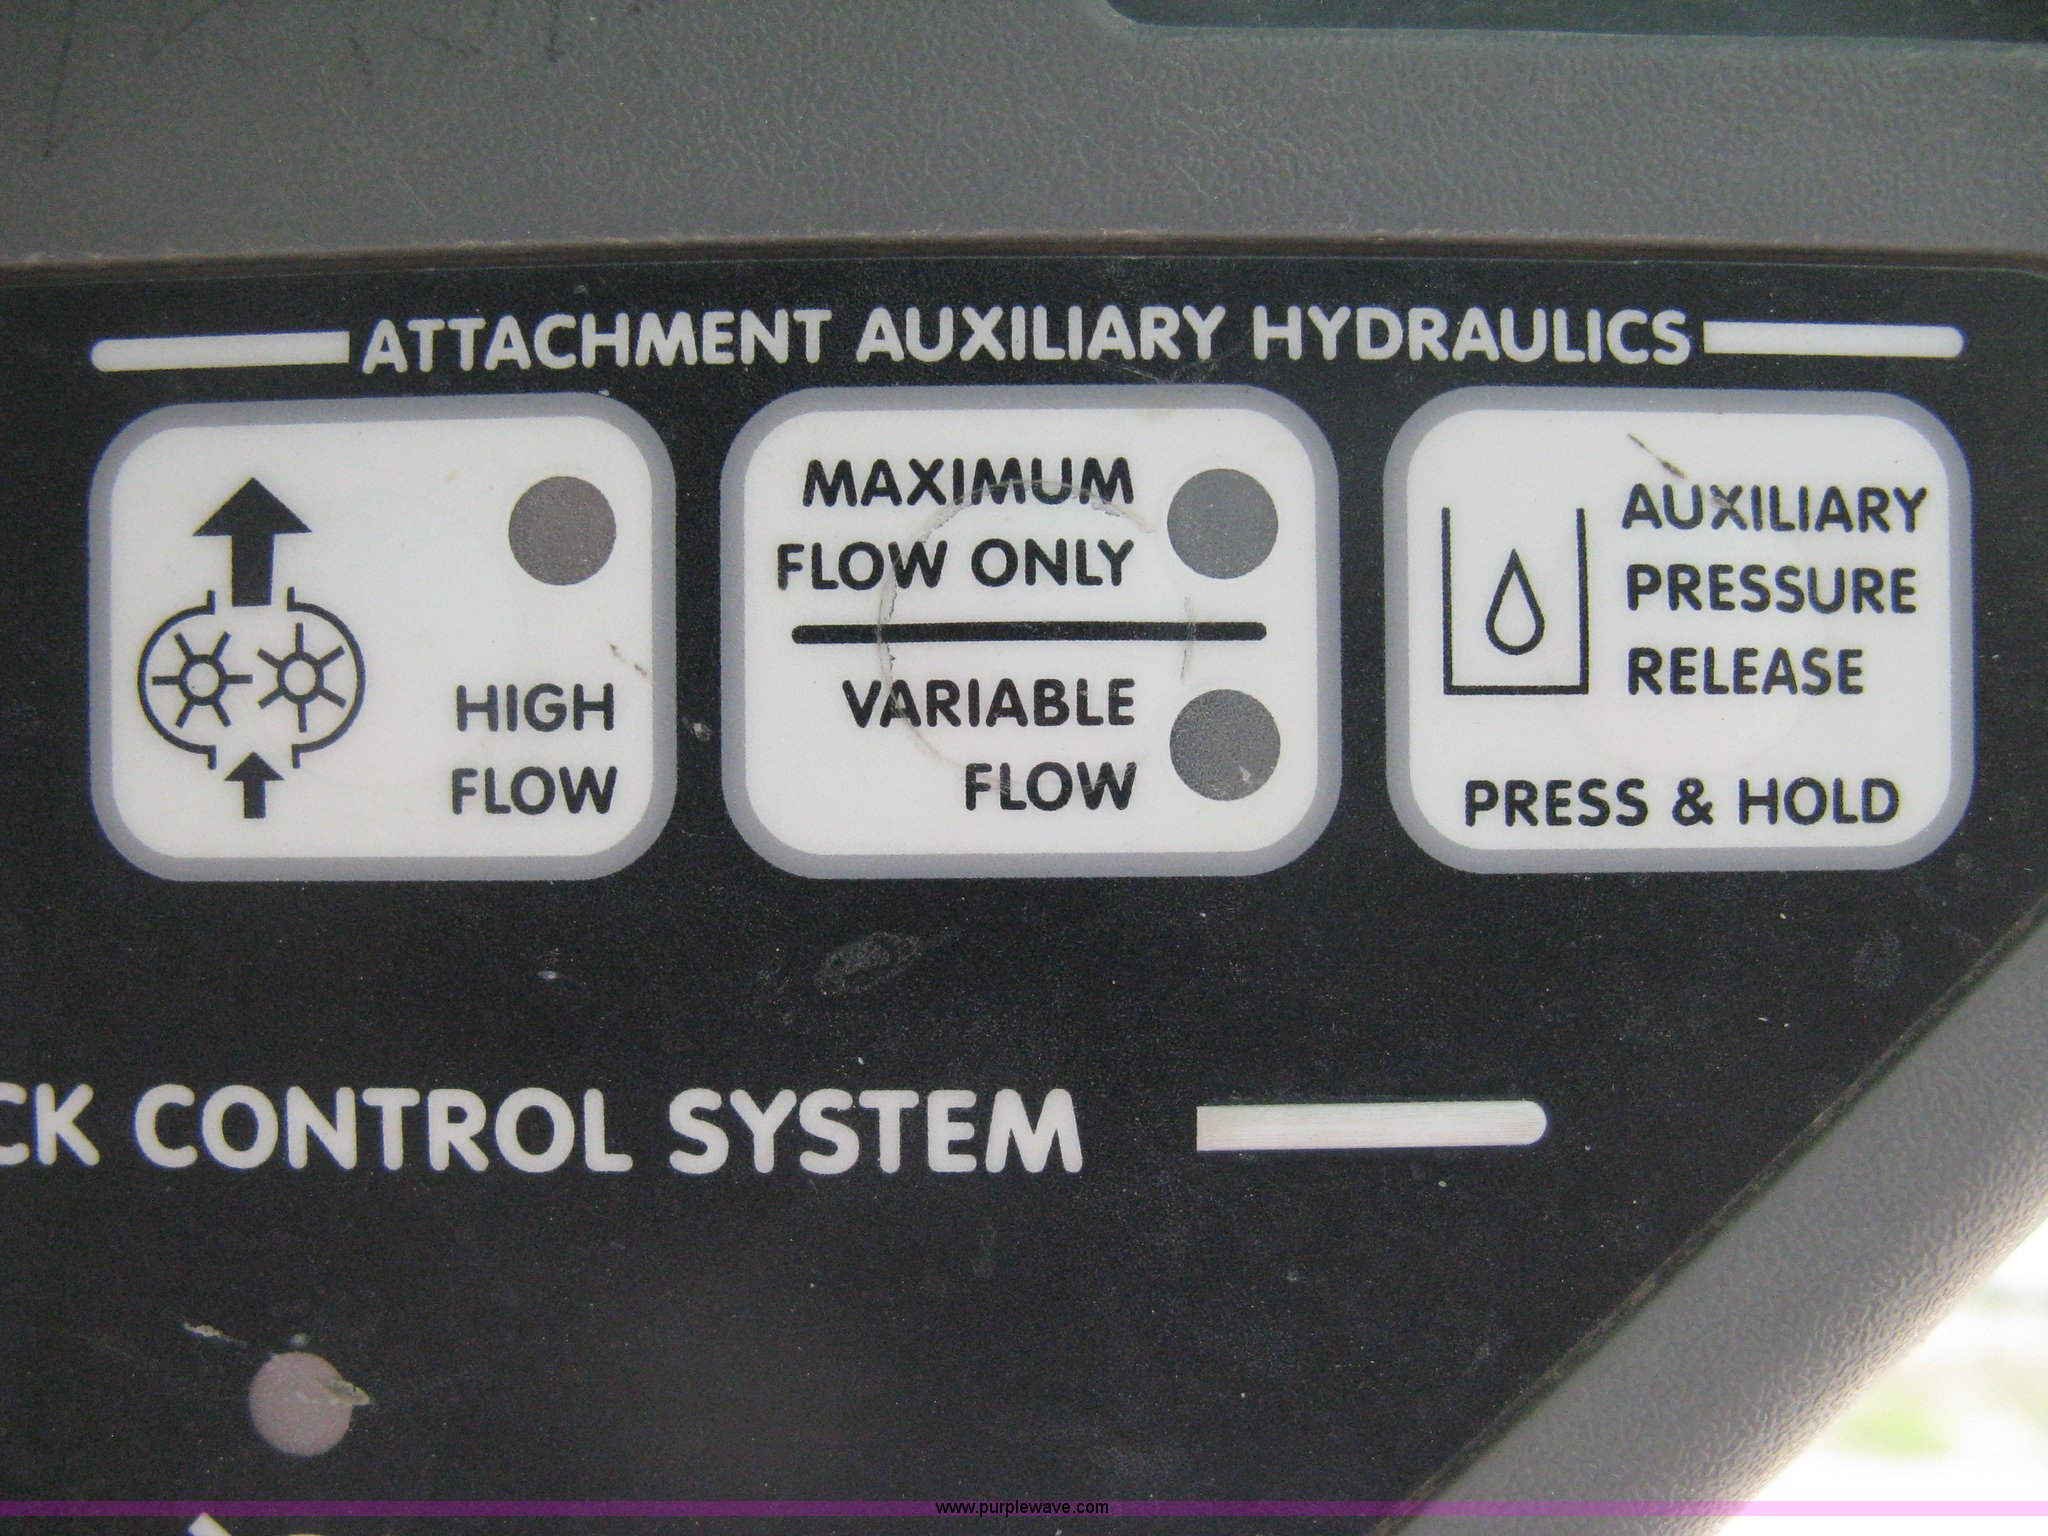 ATTACHMENT AUXILIARY HYDRAULICS
HIGH
FLOW
MAXIMUM
FLOW ONLY
VARIABLE
FLOW
AUXILIARY
PRESSURE
RELEASE
PRESS & HOLD
CK CONTROL SYSTEM
www.purplewave.com